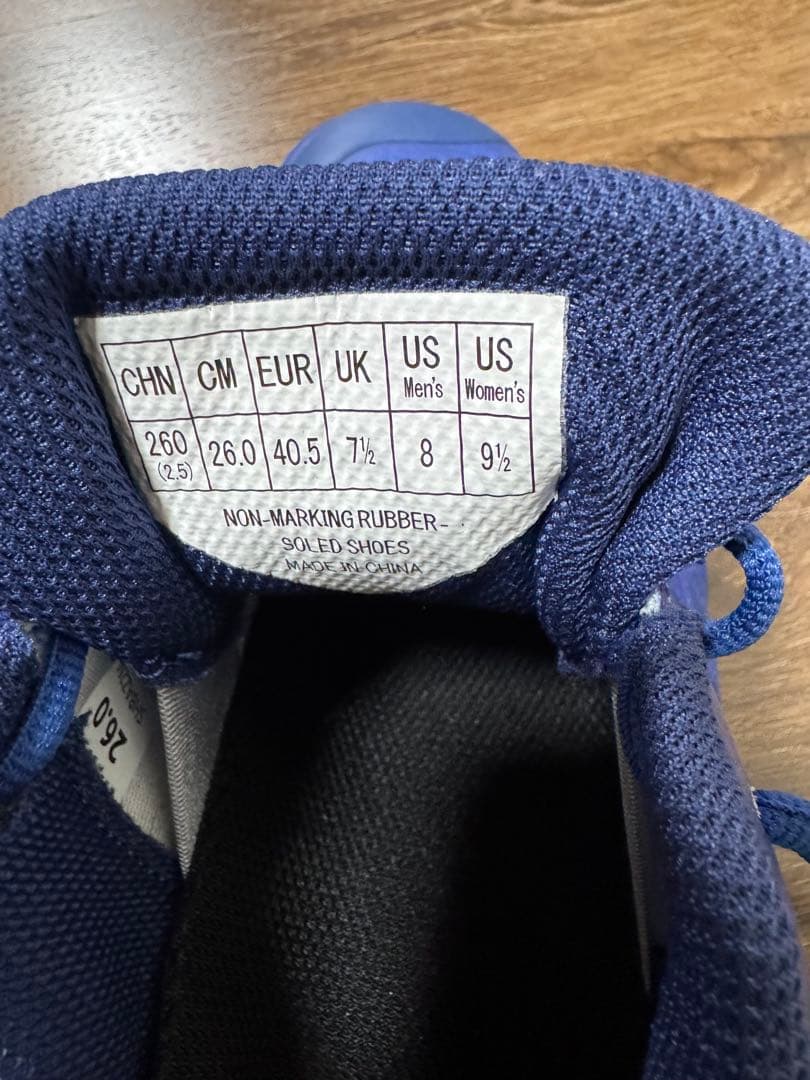 CHN CM EUR UK US Men's US Women's
260 (2.5) 26.0 40.5 7½ 8 9½
NON-MARKING RUBBER-
SOLED SHOES
MADE IN CHINA
26.0